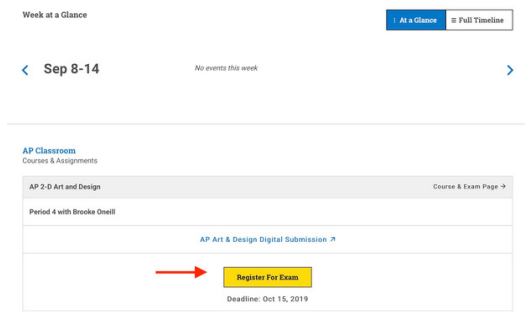 Week at a Glance
At a Glance
Full Timeline
Sep 8-14
No events this week
AP Classroom
Courses & Assignments
AP 2-D Art and Design
Course & Exam Page →
Period 4 with Brooke Oneill
AP Art & Design Digital Submission ↗
Register For Exam
Deadline: Oct 15, 2019